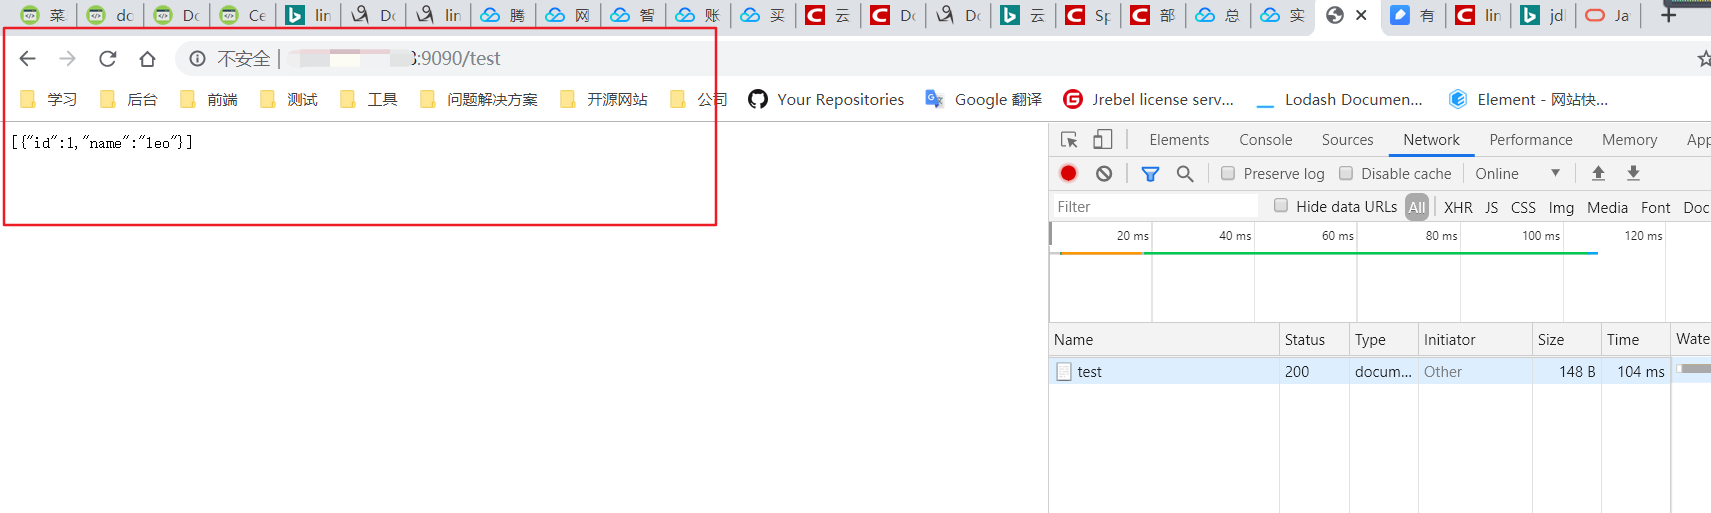 菜 dc Dc Ce lin Dc lin 腾 网 智 账 买 云 Dc Dc 云 Sp 部 总 实 有 lin jdl Ja
不安全 :9090/test
学习 后台 前端 测试 工具 问题解决方案 开源网站 公司 Your Repositories Google 翻译 Jrebel license serv... Lodash Documen... Element - 网站快...
[{"id":1,"name":"leo"}]
Elements Console Sources Network Performance Memory App
Preserve log Disable cache Online
Filter Hide data URLs All XHR JS CSS Img Media Font Doc
20 ms 40 ms 60 ms 80 ms 100 ms 120 ms
Name Status Type Initiator Size Time Wate
test 200 docum... Other 148 B 104 ms